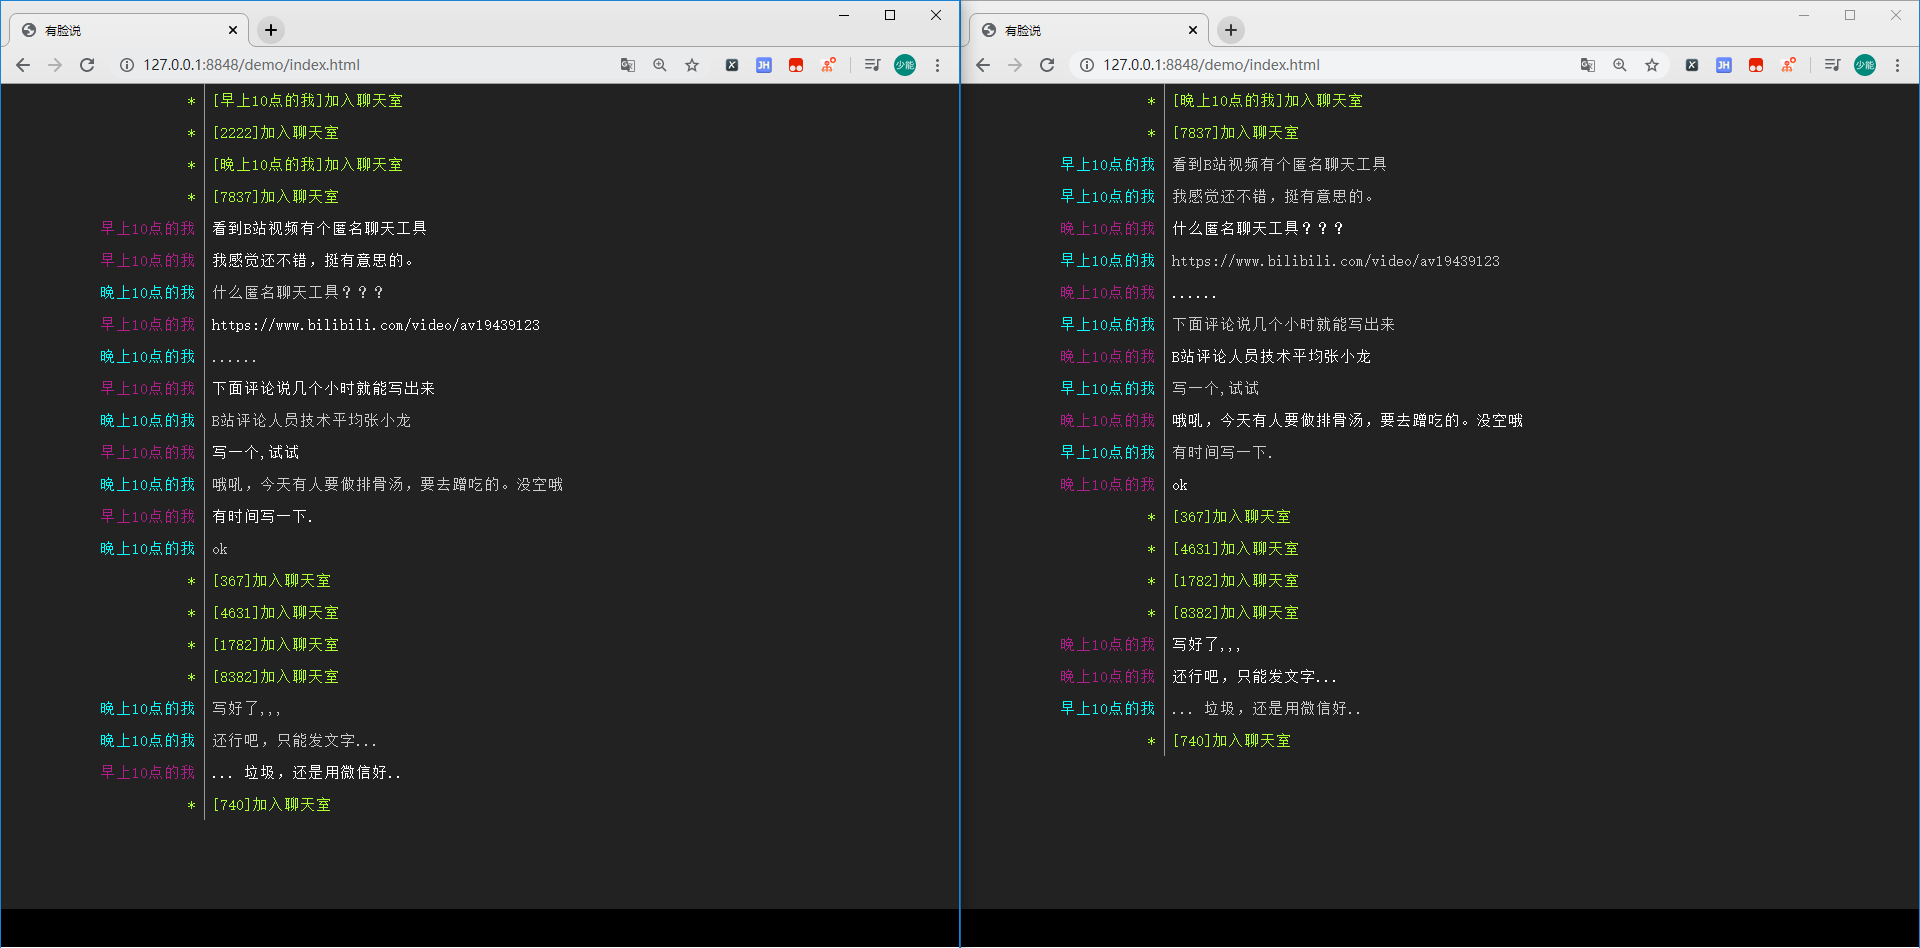 有脸说
127.0.0.1:8848/demo/index.html
JH
少能
* [早上10点的我]加入聊天室
* [2222]加入聊天室
* [晚上10点的我]加入聊天室
* [7837]加入聊天室
早上10点的我 看到B站视频有个匿名聊天工具
早上10点的我 我感觉还不错，挺有意思的。
晚上10点的我 什么匿名聊天工具？？？
早上10点的我 https://www.bilibili.com/video/av19439123
晚上10点的我 ......
早上10点的我 下面评论说几个小时就能写出来
晚上10点的我 B站评论人员技术平均张小龙
早上10点的我 写一个,试试
晚上10点的我 哦吼，今天有人要做排骨汤，要去蹭吃的。没空哦
早上10点的我 有时间写一下.
晚上10点的我 ok
* [367]加入聊天室
* [4631]加入聊天室
* [1782]加入聊天室
* [8382]加入聊天室
晚上10点的我 写好了,,,
晚上10点的我 还行吧，只能发文字...
早上10点的我 ... 垃圾，还是用微信好..
* [740]加入聊天室
有脸说
127.0.0.1:8848/demo/index.html
JH
少能
* [晚上10点的我]加入聊天室
* [7837]加入聊天室
早上10点的我 看到B站视频有个匿名聊天工具
早上10点的我 我感觉还不错，挺有意思的。
晚上10点的我 什么匿名聊天工具？？？
早上10点的我 https://www.bilibili.com/video/av19439123
晚上10点的我 ......
早上10点的我 下面评论说几个小时就能写出来
晚上10点的我 B站评论人员技术平均张小龙
早上10点的我 写一个,试试
晚上10点的我 哦吼，今天有人要做排骨汤，要去蹭吃的。没空哦
早上10点的我 有时间写一下.
晚上10点的我 ok
* [367]加入聊天室
* [4631]加入聊天室
* [1782]加入聊天室
* [8382]加入聊天室
晚上10点的我 写好了,,,
晚上10点的我 还行吧，只能发文字...
早上10点的我 ... 垃圾，还是用微信好..
* [740]加入聊天室